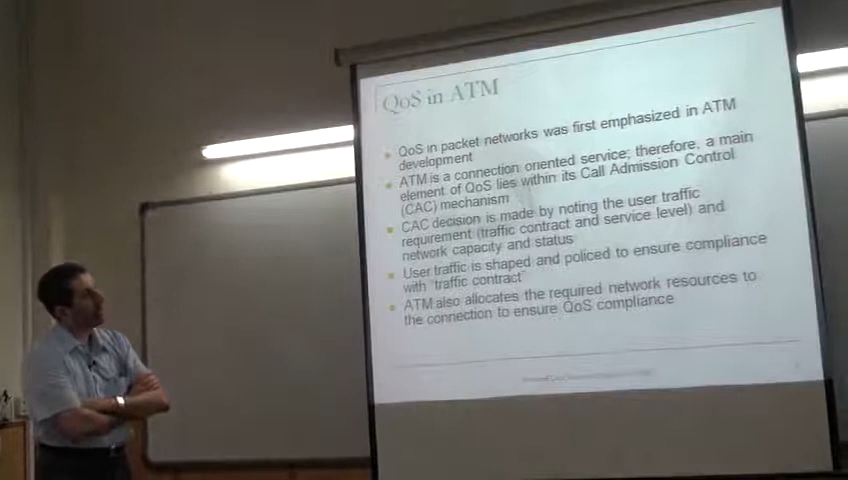 QoS in ATM
QoS in packet networks was first emphasized in ATM
development
ATM is a connection oriented service; therefore, a main
element of QoS lies within its Call Admission Control
(CAC) mechanism
CAC decision is made by noting the user traffic
requirement (traffic contract and service level) and
network capacity and status
User traffic is shaped and policed to ensure compliance
with "traffic contract"
ATM also allocates the required network resources to
the connection to ensure QoS compliance